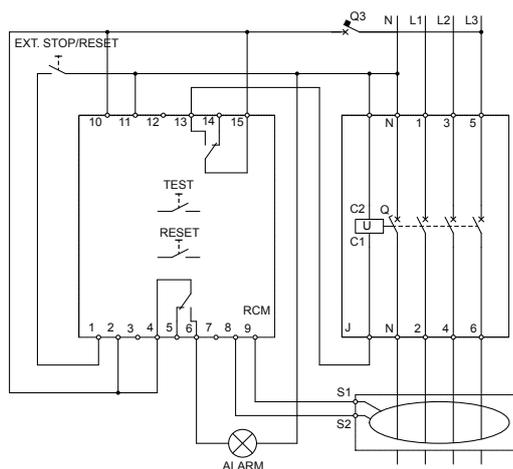 Q3 N L1 L2 L3
EXT. STOP/RESET
10 11 12 13 14 15 N 1 3 5
TEST
C2 Q
U
C1
RESET
RCM
1 2 3 4 5 6 7 8 9 J N 2 4 6
S1
S2
ALARM